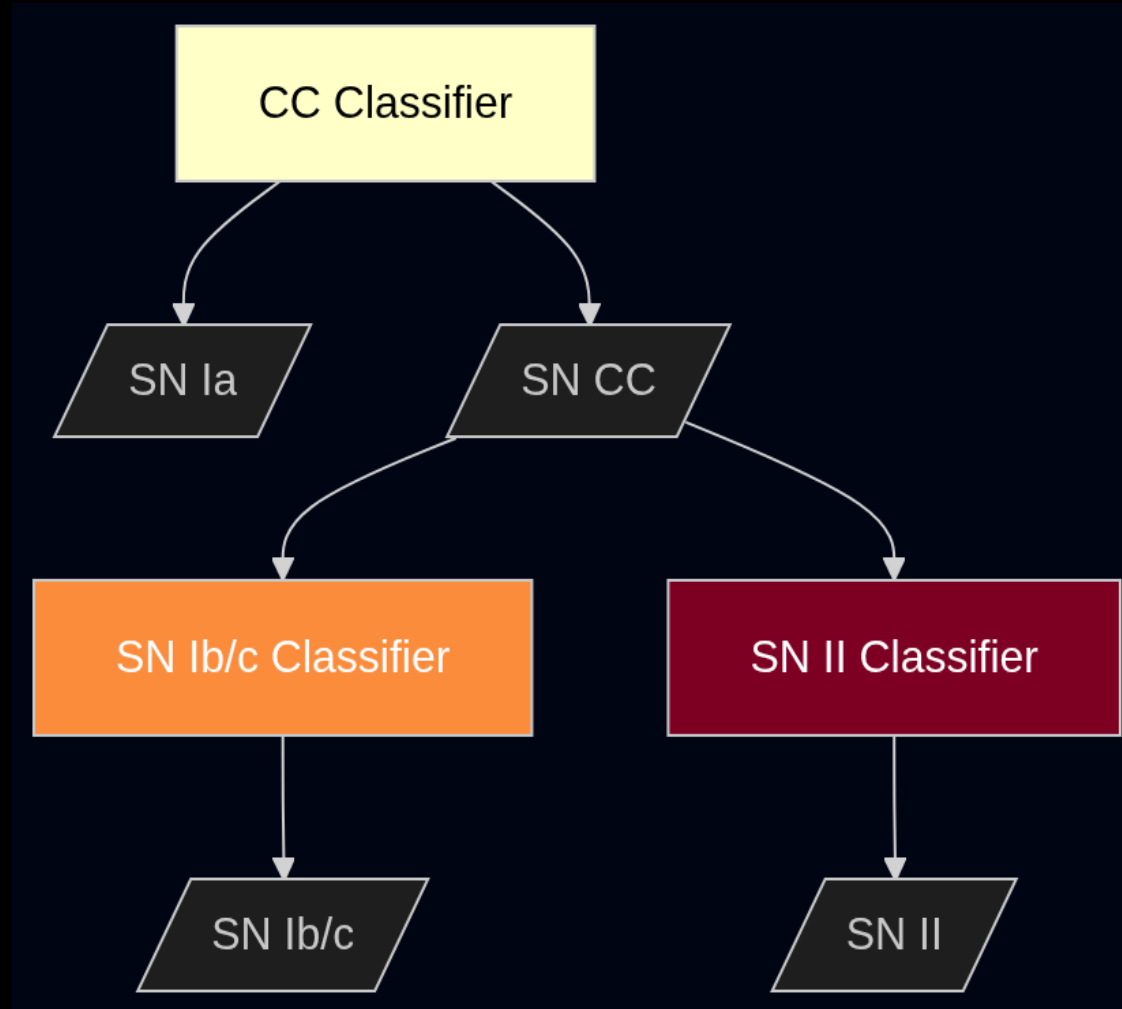 CC Classifier
SN Ia
SN CC
SN Ib/c Classifier
SN II Classifier
SN Ib/c
SN II